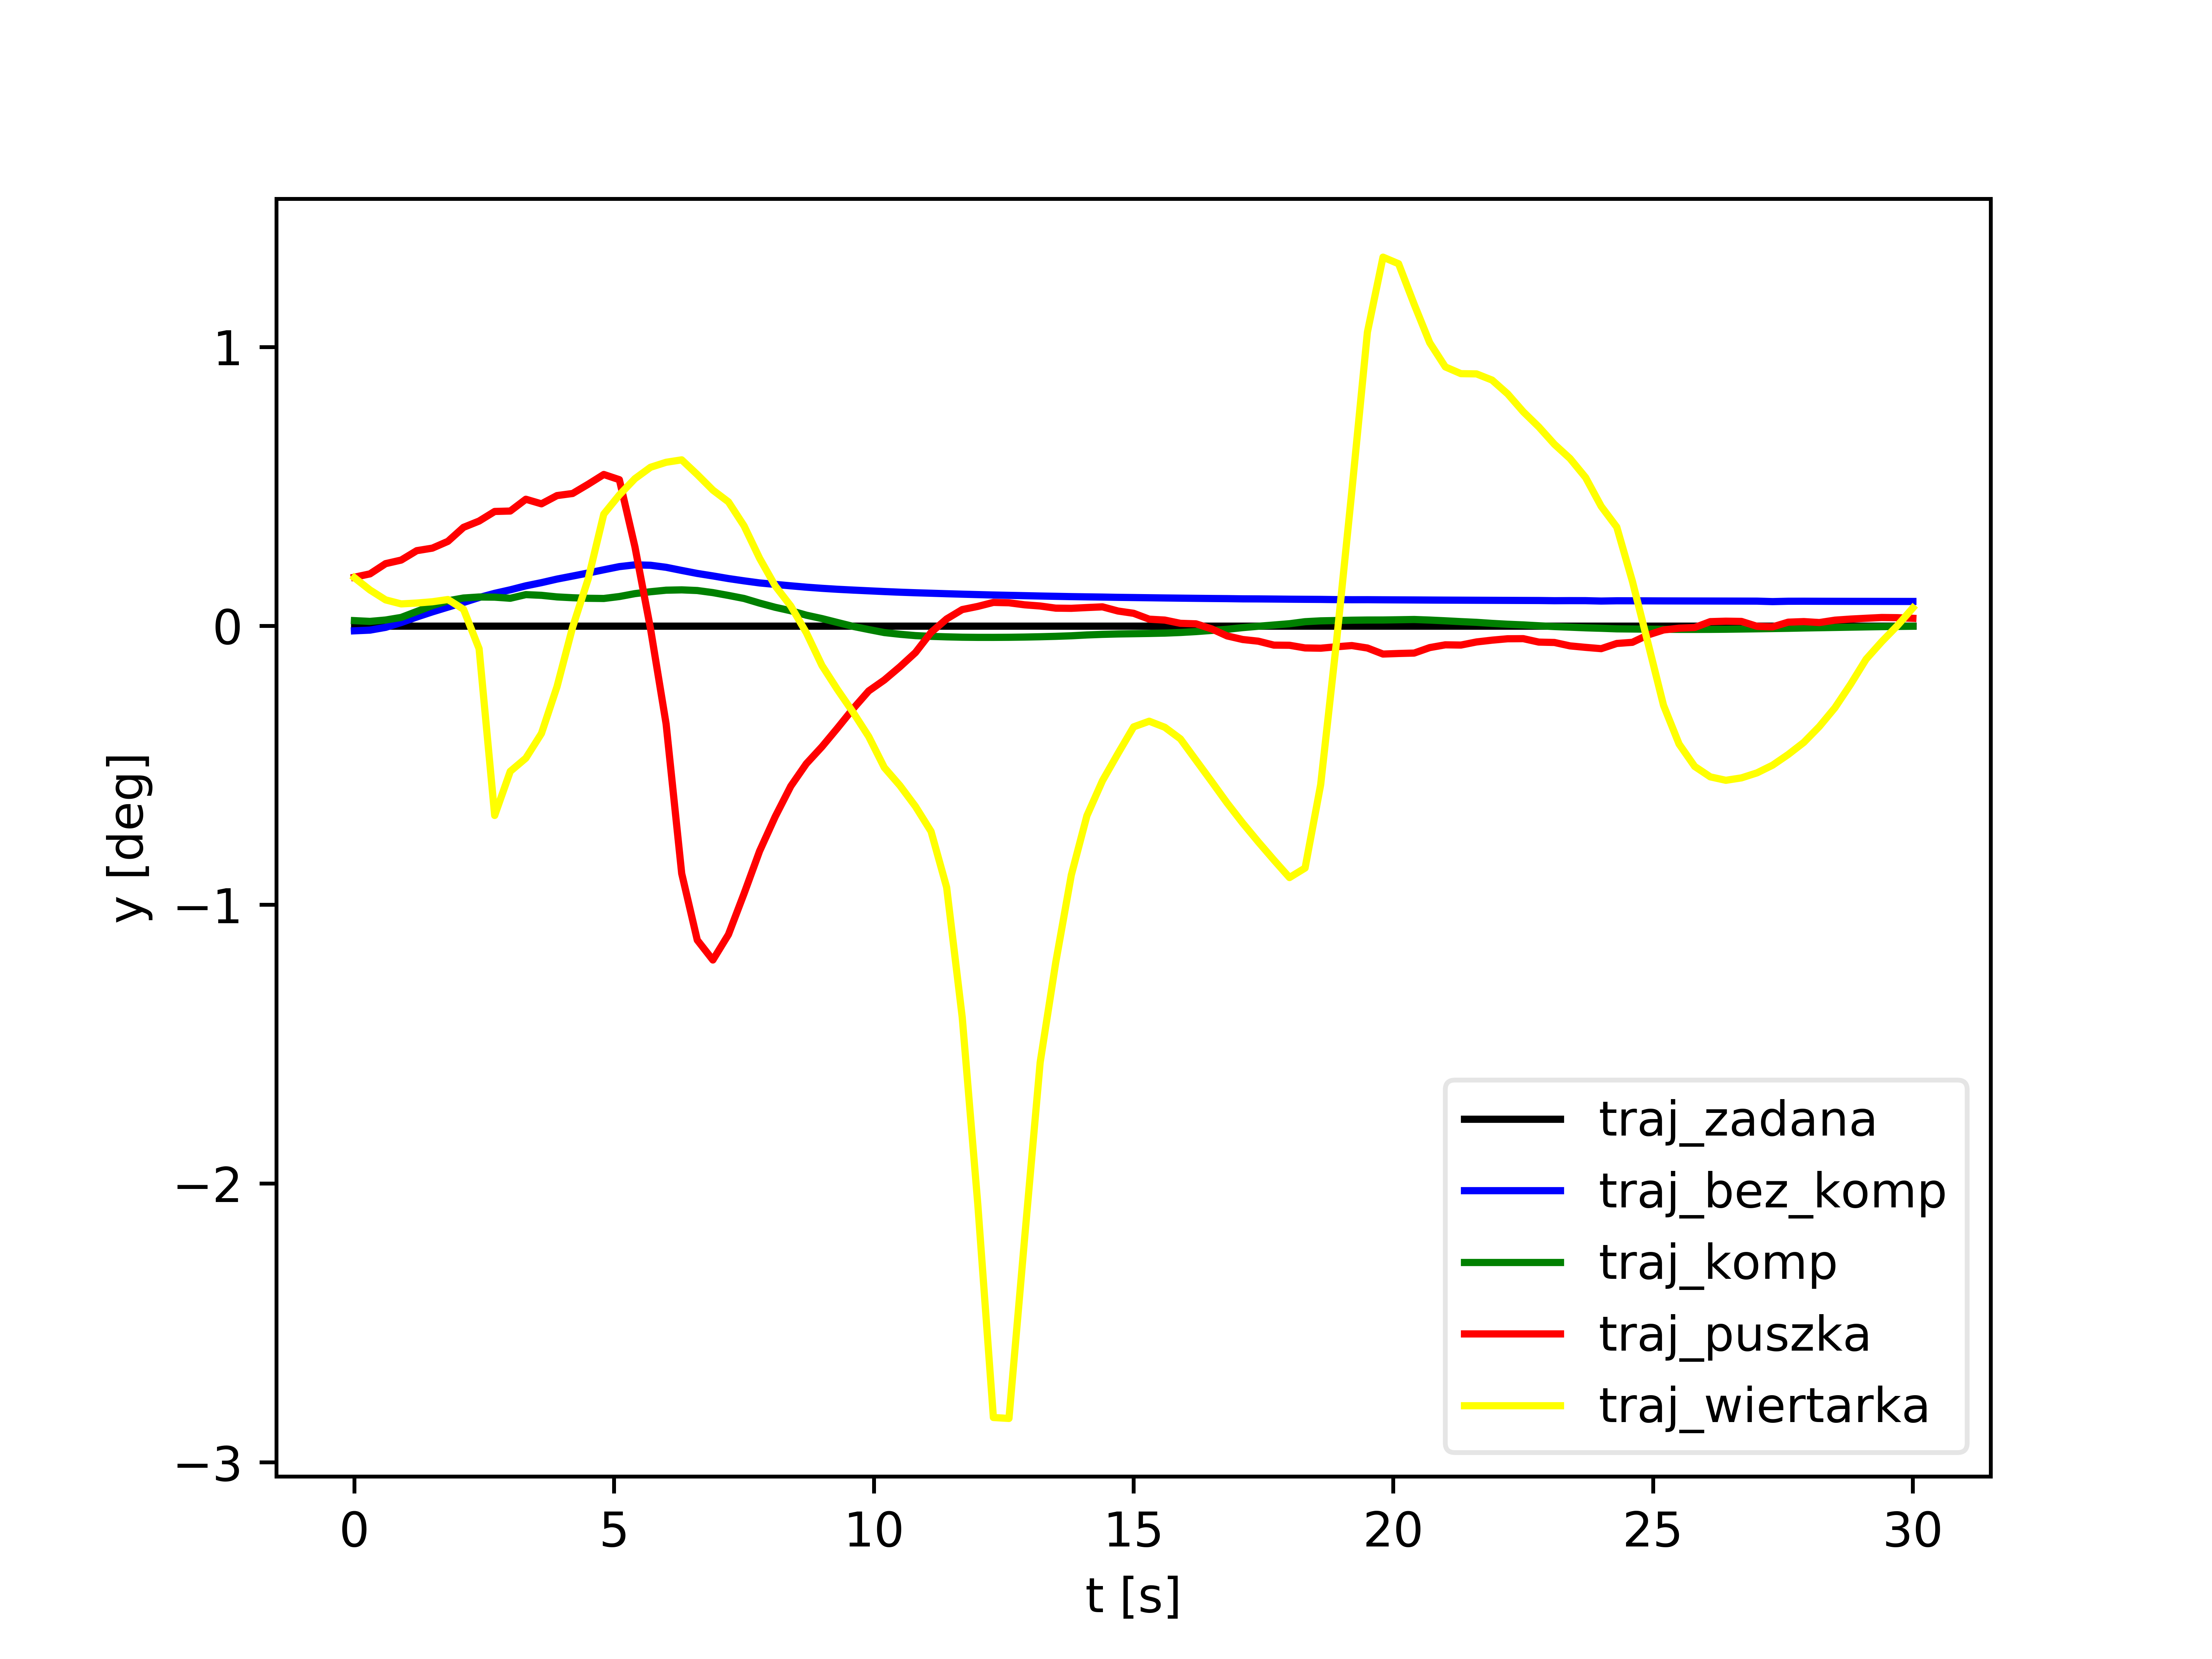 1
0
−1
−2
−3
y [deg]
0 5 10 15 20 25 30
t [s]
traj_zadana
traj_bez_komp
traj_komp
traj_puszka
traj_wiertarka